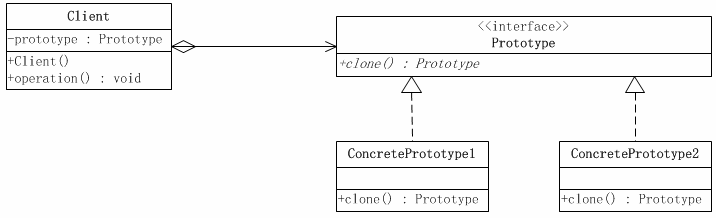 Client
-prototype : Prototype
+Client()
+operation() : void
<<interface>>
Prototype
+clone() : Prototype
ConcretePrototype1
+clone() : Prototype
ConcretePrototype2
+clone() : Prototype